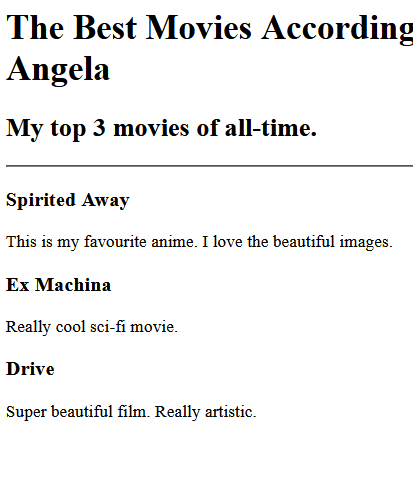 The Best Movies According
Angela
My top 3 movies of all-time.
Spirited Away
This is my favourite anime. I love the beautiful images.
Ex Machina
Really cool sci-fi movie.
Drive
Super beautiful film. Really artistic.